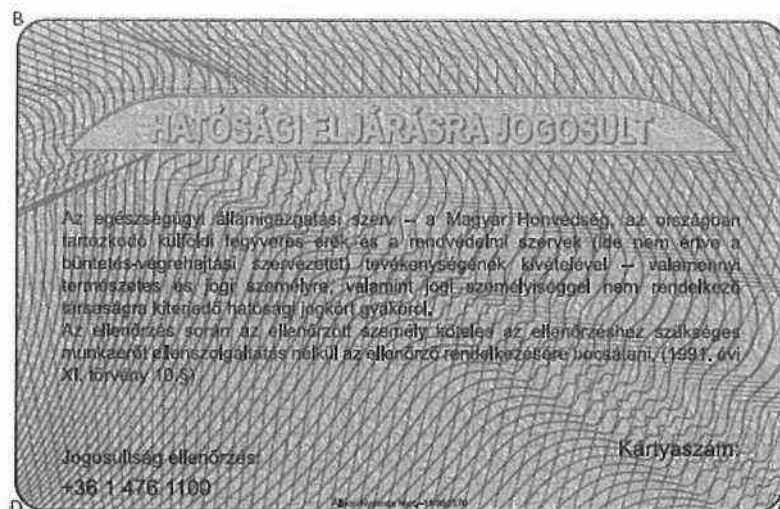 B
HATÓSÁGI ELJÁRÁSRA JOGOSULT
Az egészségügyi államigazgatási szerv – a Magyar Honvédség, az országban
tartózkodó külföldi fegyveres erők és a rendvédelmi szervek (ide nem értve a
büntetés-végrehajtási szervezetet) tevékenységének kivételével – valamennyi
természetes és jogi személyre, valamint jogi személyiséggel nem rendelkező
társaságra kiterjedő hatósági jogkört gyakorol.
Az ellenőrzés során az ellenőrzött személy köteles az ellenőrzéshez szükséges
munkaerőt ellenszolgáltatás nélkül az ellenőrző rendelkezésére bocsátani. (1991. évi
XI. törvény 10.§)
Jogosultság ellenőrzés:
Kártyaszám:
+36 1 476 1100
D